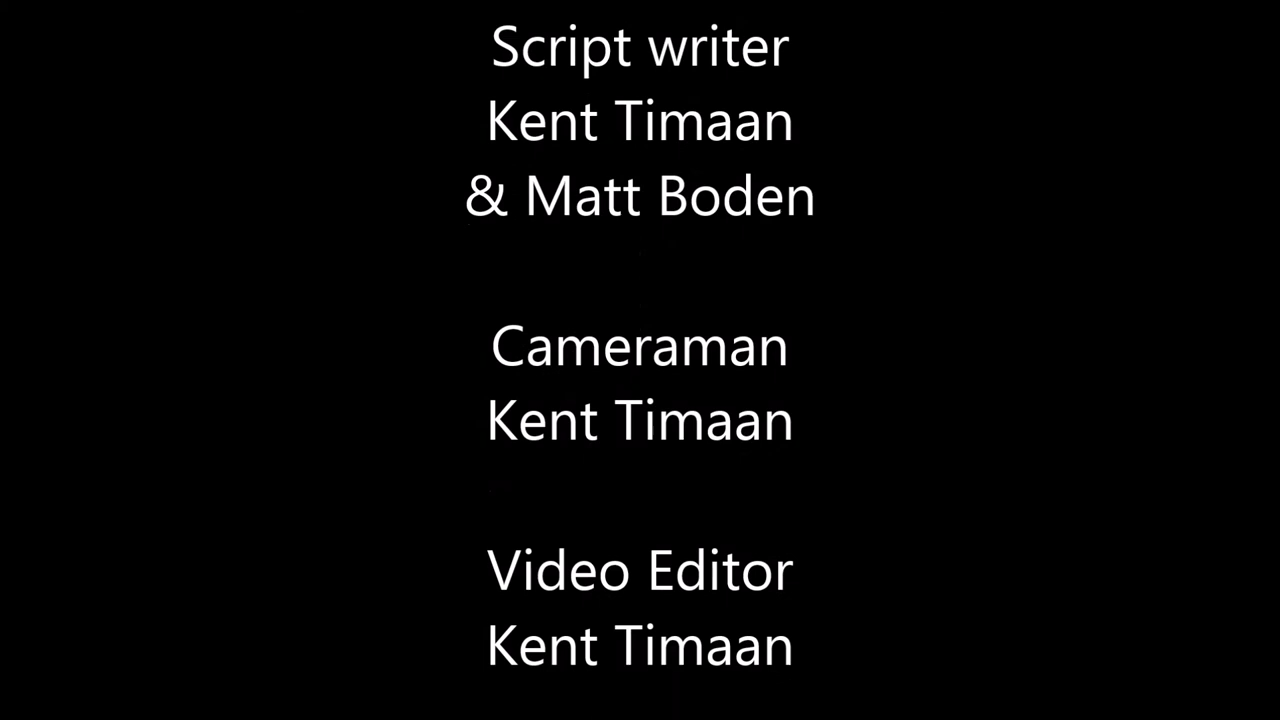 Script writer
Kent Timaan
& Matt Boden
Cameraman
Kent Timaan
Video Editor
Kent Timaan